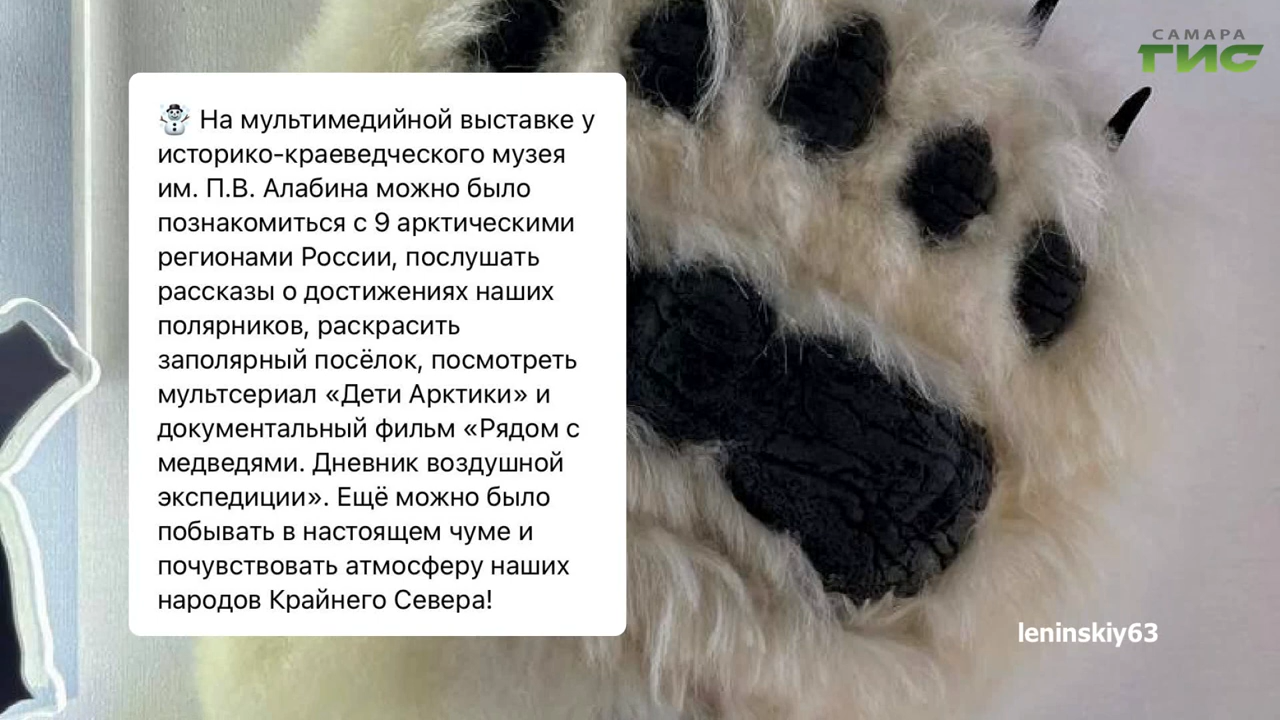 САМАРА
ГИС
☃️ На мультимедийной выставке у
историко-краеведческого музея
им. П.В. Алабина можно было
познакомиться с 9 арктическими
регионами России, послушать
рассказы о достижениях наших
полярников, раскрасить
заполярный посёлок, посмотреть
мультсериал «Дети Арктики» и
документальный фильм «Рядом с
медведями. Дневник воздушной
экспедиции». Ещё можно было
побывать в настоящем чуме и
почувствовать атмосферу наших
народов Крайнего Севера!
leninskiy63